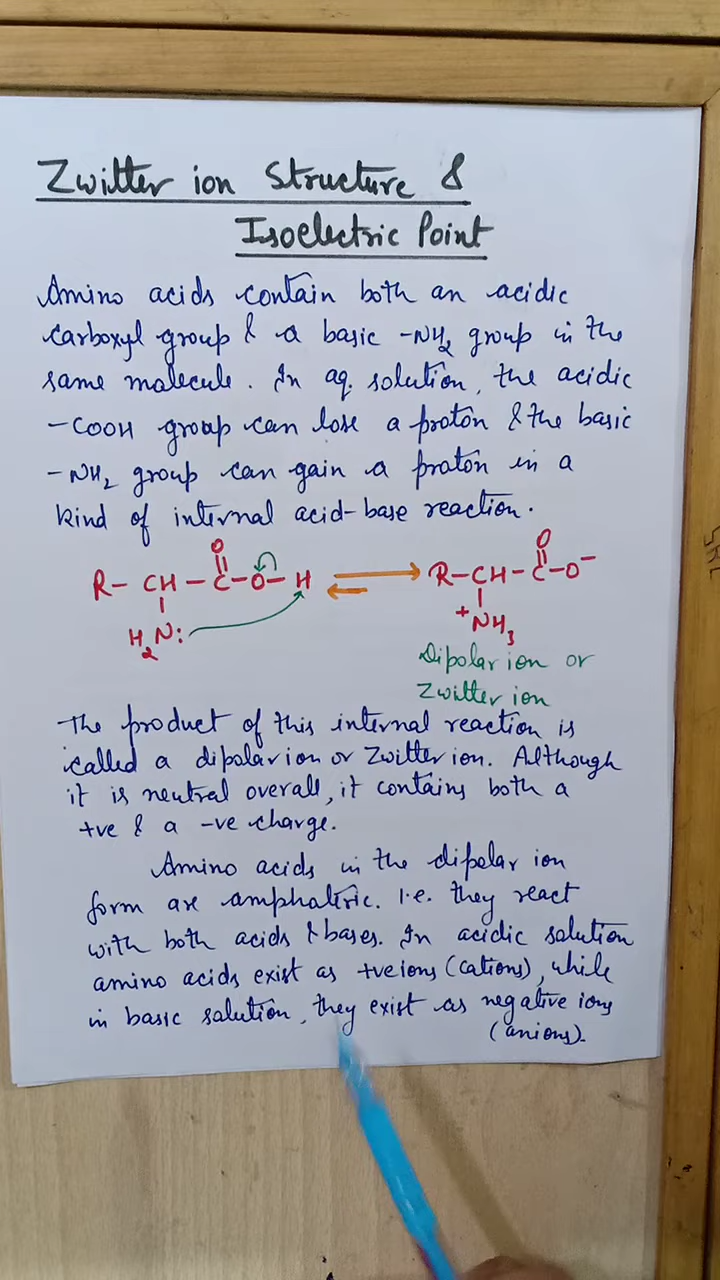 Zwitter ion Structure &
Isoelectric Point
Amino acids contain both an acidic
carboxyl group & a basic -NH2 group in the
same molecule. In aq. solution, the acidic
-COOH group can lose a proton & the basic
-NH2 group can gain a proton in a
kind of internal acid-base reaction.
R- CH - C - O - H ⇌ R-CH - C - O⁻
O O
H2N: +NH3
Dipolar ion or
Zwitter ion
The product of this internal reaction is
called a dipolar ion or Zwitter ion. Although
it is neutral overall, it contains both a
+ve & a -ve charge.
Amino acids in the dipolar ion
form are amphoteric. I.e. they react
with both acids & bases. In acidic solution
amino acids exist as +ve ions (cations), while
in basic solution, they exist as negative ions
(anions).